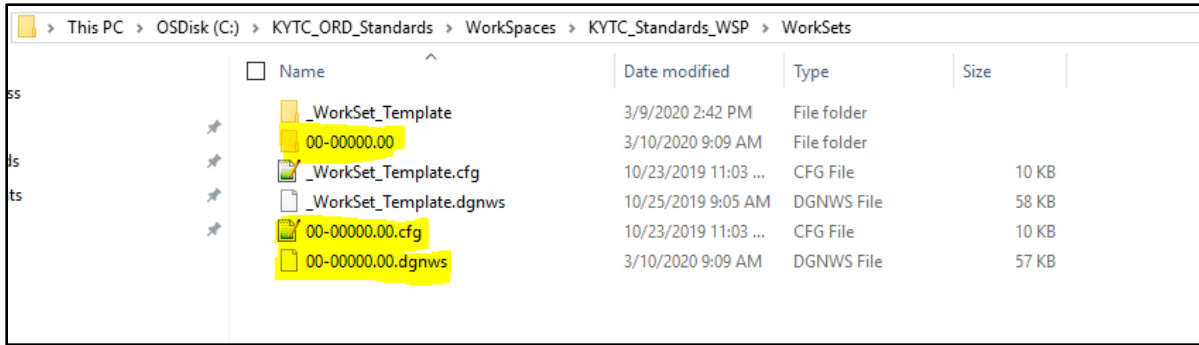 > This PC > OSDisk (C:) > KYTC_ORD_Standards > WorkSpaces > KYTC_Standards_WSP > WorkSets
Name Date modified Type Size
ss
_WorkSet_Template 3/9/2020 2:42 PM File folder
00-00000.00 3/10/2020 9:09 AM File folder
ds
_WorkSet_Template.cfg 10/23/2019 11:03 ... CFG File 10 KB
ts
_WorkSet_Template.dgnws 10/25/2019 9:05 AM DGNWS File 58 KB
00-00000.00.cfg 10/23/2019 11:03 ... CFG File 10 KB
00-00000.00.dgnws 3/10/2020 9:09 AM DGNWS File 57 KB